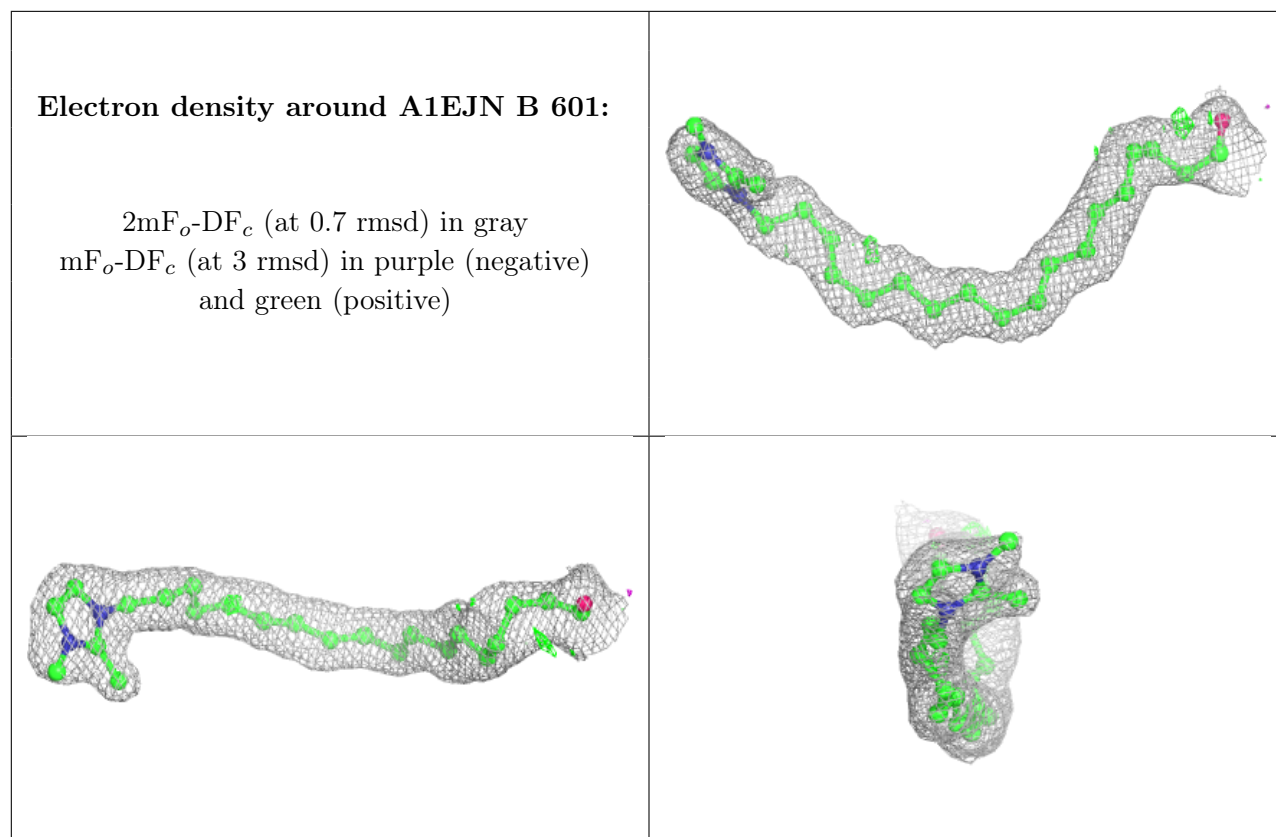 Electron density around A1EJN B 601:
2mFo-DFc (at 0.7 rmsd) in gray
mFo-DFc (at 3 rmsd) in purple (negative)
and green (positive)